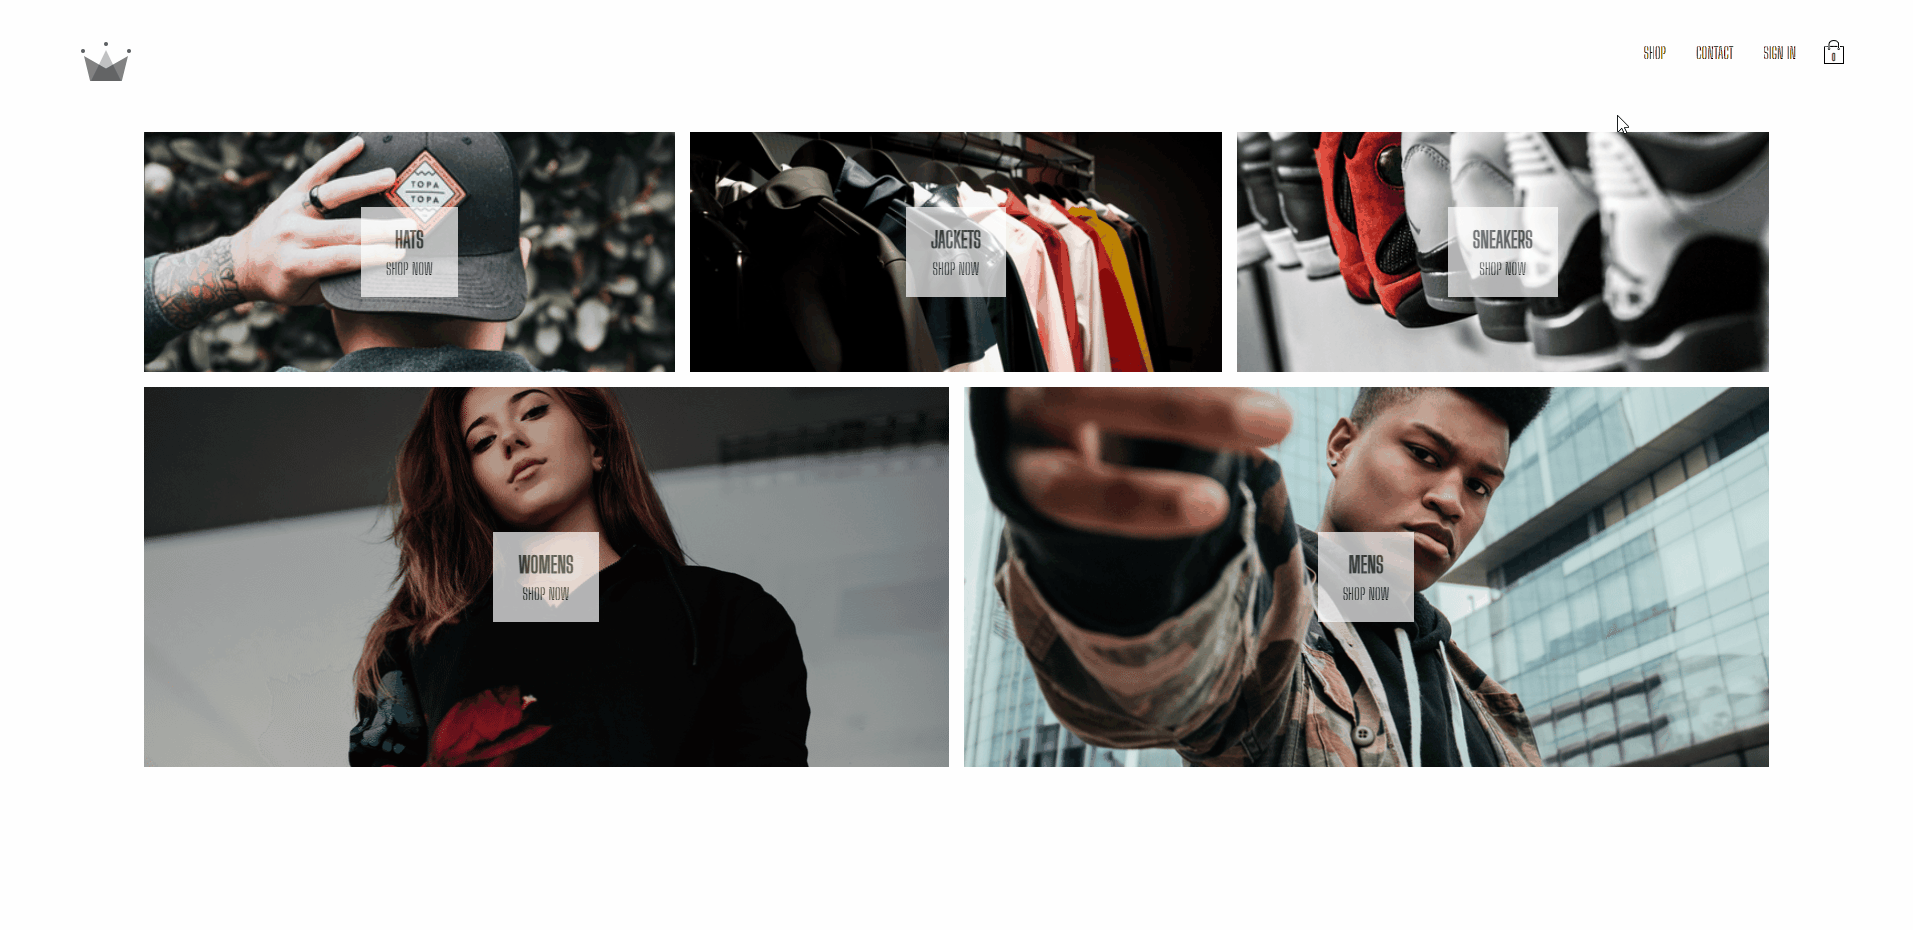 SHOP CONTACT SIGN IN 0
TOPA
TOPA
HATS
SHOP NOW
JACKETS
SHOP NOW
SNEAKERS
SHOP NOW
WOMENS
SHOP NOW
MENS
SHOP NOW